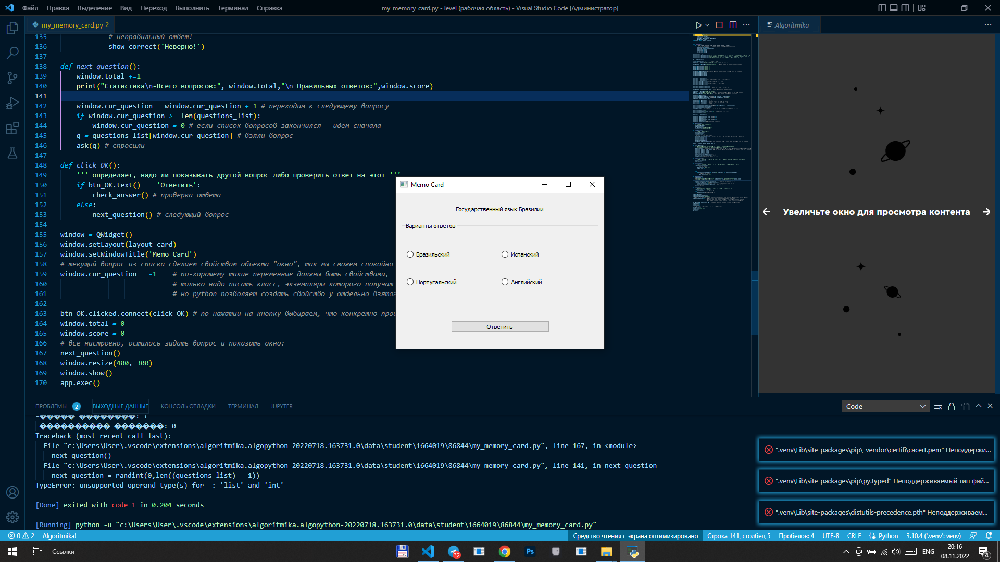 Файл Правка Выделение Вид Переход Выполнить Терминал Справка
my_memory_card.py - level (рабочая область) - Visual Studio Code [Администратор]
my_memory_card.py 2
Algoritmika
135 # неправильный ответ!
136 show_correct('Неверно!')
137
138 def next_question():
139 window.total +=1
140 print("Статистика\n-Всего вопросов:", window.total,"\n Правильных ответов:",window.score)
141
142 window.cur_question = window.cur_question + 1 # переходим к следующему вопросу
143 if window.cur_question >= len(questions_list):
144 window.cur_question = 0 # если список вопросов закончился - идем сначала
145 q = questions_list[window.cur_question] # взяли вопрос
146 ask(q) # спросили
147
148 def click_OK():
149 ''' определяет, надо ли показывать другой вопрос либо проверить ответ на этот '''
150 if btn_OK.text() == 'Ответить':
151 check_answer() # проверка ответа
152 else:
153 next_question() # следующий вопрос
154
155 window = QWidget()
156 window.setLayout(layout_card)
157 window.setWindowTitle('Memo Card')
158 # текущий вопрос из списка сделаем свойством объекта "окно", так мы сможем спокойно
159 window.cur_question = -1 # по-хорошему такие переменные должны быть свойствами,
160 # только надо писать класс, экземпляры которого получат
161 # но python позволяет создать свойство у отдельно
162
163 btn_OK.clicked.connect(click_OK) # по нажатии на кнопку выбираем, что конкретно
164 window.total = 0
165 window.score = 0
166 # все настроено, осталось задать вопрос и показать окно:
167 next_question()
168 window.resize(400, 300)
169 window.show()
170 app.exec()
Memo Card
Государственный язык Бразилии
Варианты ответов
Бразильский Испанский
Португальский Английский
Ответить
Увеличьте окно для просмотра контента
ПРОБЛЕМЫ 2 ВЫХОДНЫЕ ДАННЫЕ КОНСОЛЬ ОТЛАДКИ ТЕРМИНАЛ JUPYTER
Code
-����� ��������: 1
���������� �������: 0
Traceback (most recent call last):
File "c:\Users\User\.vscode\extensions\algoritmika.algopython-20220718.163731.0\data\student\1664019\86844\my_memory_card.py", line 167, in <module>
next_question()
File "c:\Users\User\.vscode\extensions\algoritmika.algopython-20220718.163731.0\data\student\1664019\86844\my_memory_card.py", line 141, in next_question
next_question = randint(0,len((questions_list) - 1))
TypeError: unsupported operand type(s) for -: 'list' and 'int'
[Done] exited with code=1 in 0.204 seconds
[Running] python -u "c:\Users\User\.vscode\extensions\algoritmika.algopython-20220718.163731.0\data\student\1664019\86844\my_memory_card.py"
".venv\Lib\site-packages\pip\_vendor\certifi\cacert.pem" Неподдержи...
".venv\Lib\site-packages\pip\py.typed" Неподдерживаемый тип фай...
".venv\Lib\site-packages\distutils-precedence.pth" Неподдерживаем...
0 2 Algoritmika! Средство чтения с экрана оптимизировано Строка 141, столбец 5 Пробелов: 4 UTF-8 CRLF Python 3.10.4 ('.venv': venv)
Ссылки
32
Ps
ENG
20:16
08.11.2022
4